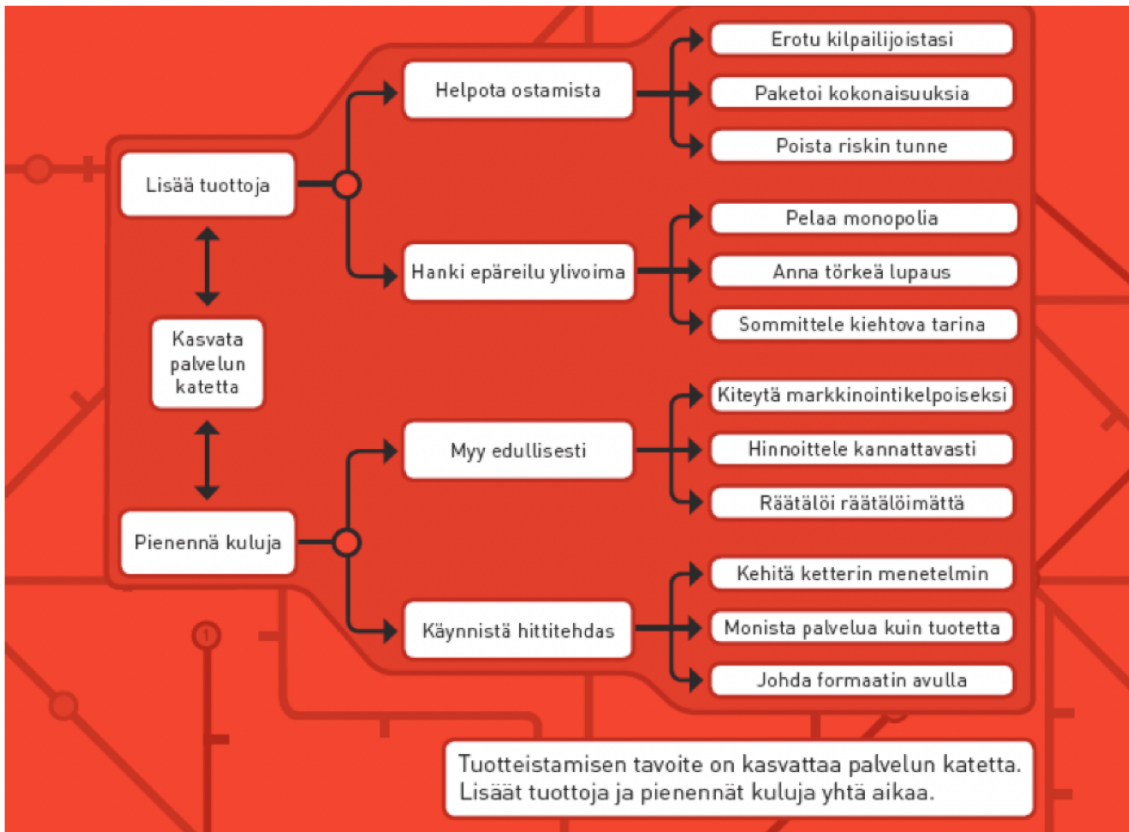 Erotu kilpailijoistasi
Helpota ostamista
Paketoi kokonaisuuksia
Poista riskin tunne
Lisää tuottoja
Pelaa monopolia
Hanki epäreilu ylivoima
Anna törkeä lupaus
Sommittele kiehtova tarina
Kasvata
palvelun
katetta
Kiteytä markkinointikelpoiseksi
Myy edullisesti
Hinnoittele kannattavasti
Räätälöi räätälöimättä
Pienennä kuluja
Kehitä ketterin menetelmin
Käynnistä hittitehdas
Monista palvelua kuin tuotetta
Johda formaatin avulla
1
Tuotteistamisen tavoite on kasvattaa palvelun katetta.
Lisäät tuottoja ja pienennät kuluja yhtä aikaa.